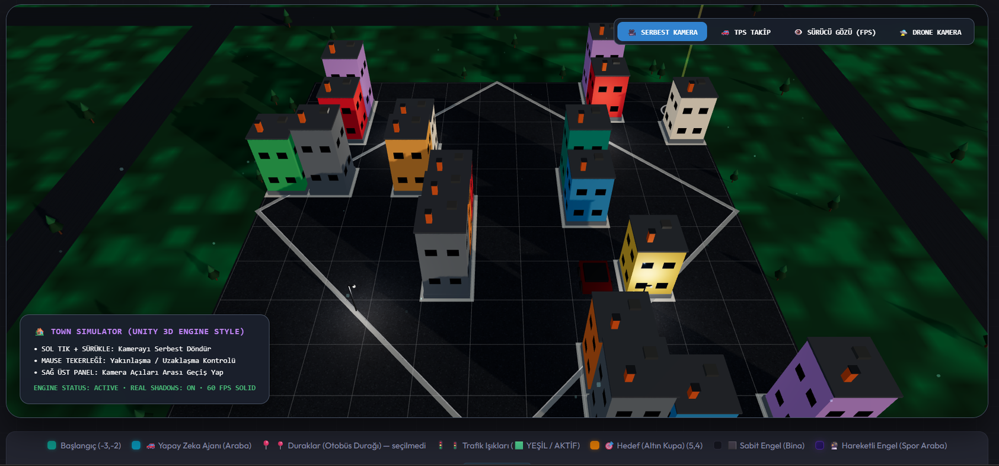 SERBEST KAMERA
TPS TAKİP
SÜRÜCÜ GÖZÜ (FPS)
DRONE KAMERA
TOWN SIMULATOR (UNITY 3D ENGINE STYLE)
• SOL TIK + SÜRÜKLE: Kamerayı Serbest Döndür
• MAUSE TEKERLEĞİ: Yakınlaşma / Uzaklaşma Kontrolü
• SAĞ ÜST PANEL: Kamera Açıları Arası Geçiş Yap
ENGINE STATUS: ACTIVE · REAL SHADOWS: ON · 60 FPS SOLID
Başlangıç (-3,-2)
Yapay Zeka Ajanı (Araba)
Duraklar (Otobüs Durağı) — seçilmedi
Trafik Işıkları ( YEŞİL / AKTİF)
Hedef (Altın Kupa) (5,4)
Sabit Engel (Bina)
Hareketli Engel (Spor Araba)